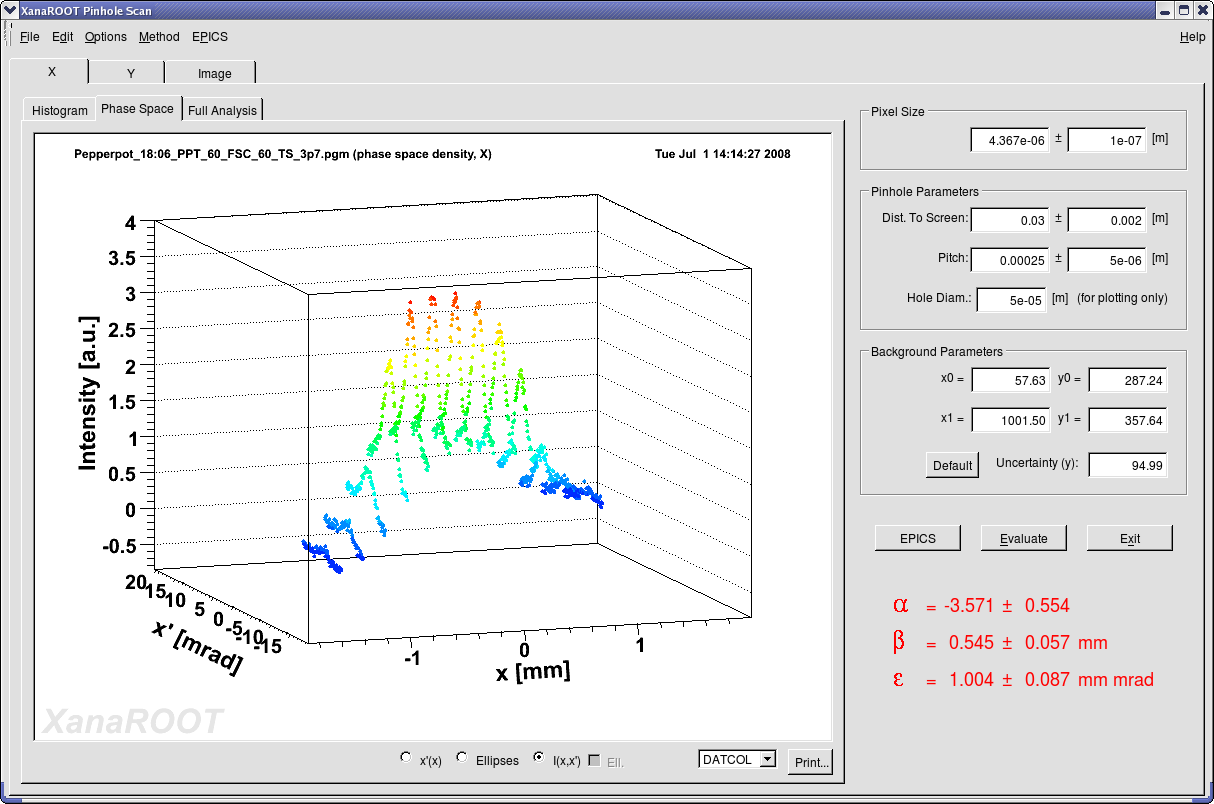 XanaROOT Pinhole Scan
File Edit Options Method EPICS Help
X Y Image
Histogram Phase Space Full Analysis
Pepperpot_18:06_PPT_60_FSC_60_TS_3p7.pgm (phase space density, X) Tue Jul 1 14:14:27 2008
4
3.5
3
2.5
2
1.5
1
0.5
0
-0.5
Intensity [a.u.]
20 15 10 5 0 -5 -10 -15
x' [mrad]
-1 0 1
x [mm]
XanaROOT
x'(x) Ellipses I(x,x') Ell. DATCOL Print...
Pixel Size
4.367e-06 ± 1e-07 [m]
Pinhole Parameters
Dist. To Screen: 0.03 ± 0.002 [m]
Pitch: 0.00025 ± 5e-06 [m]
Hole Diam.: 5e-05 [m] (for plotting only)
Background Parameters
x0 = 57.63 y0 = 287.24
x1 = 1001.50 y1 = 357.64
Default Uncertainty (y): 94.99
EPICS Evaluate Exit
α = -3.571 ± 0.554
β = 0.545 ± 0.057 mm
ε = 1.004 ± 0.087 mm mrad